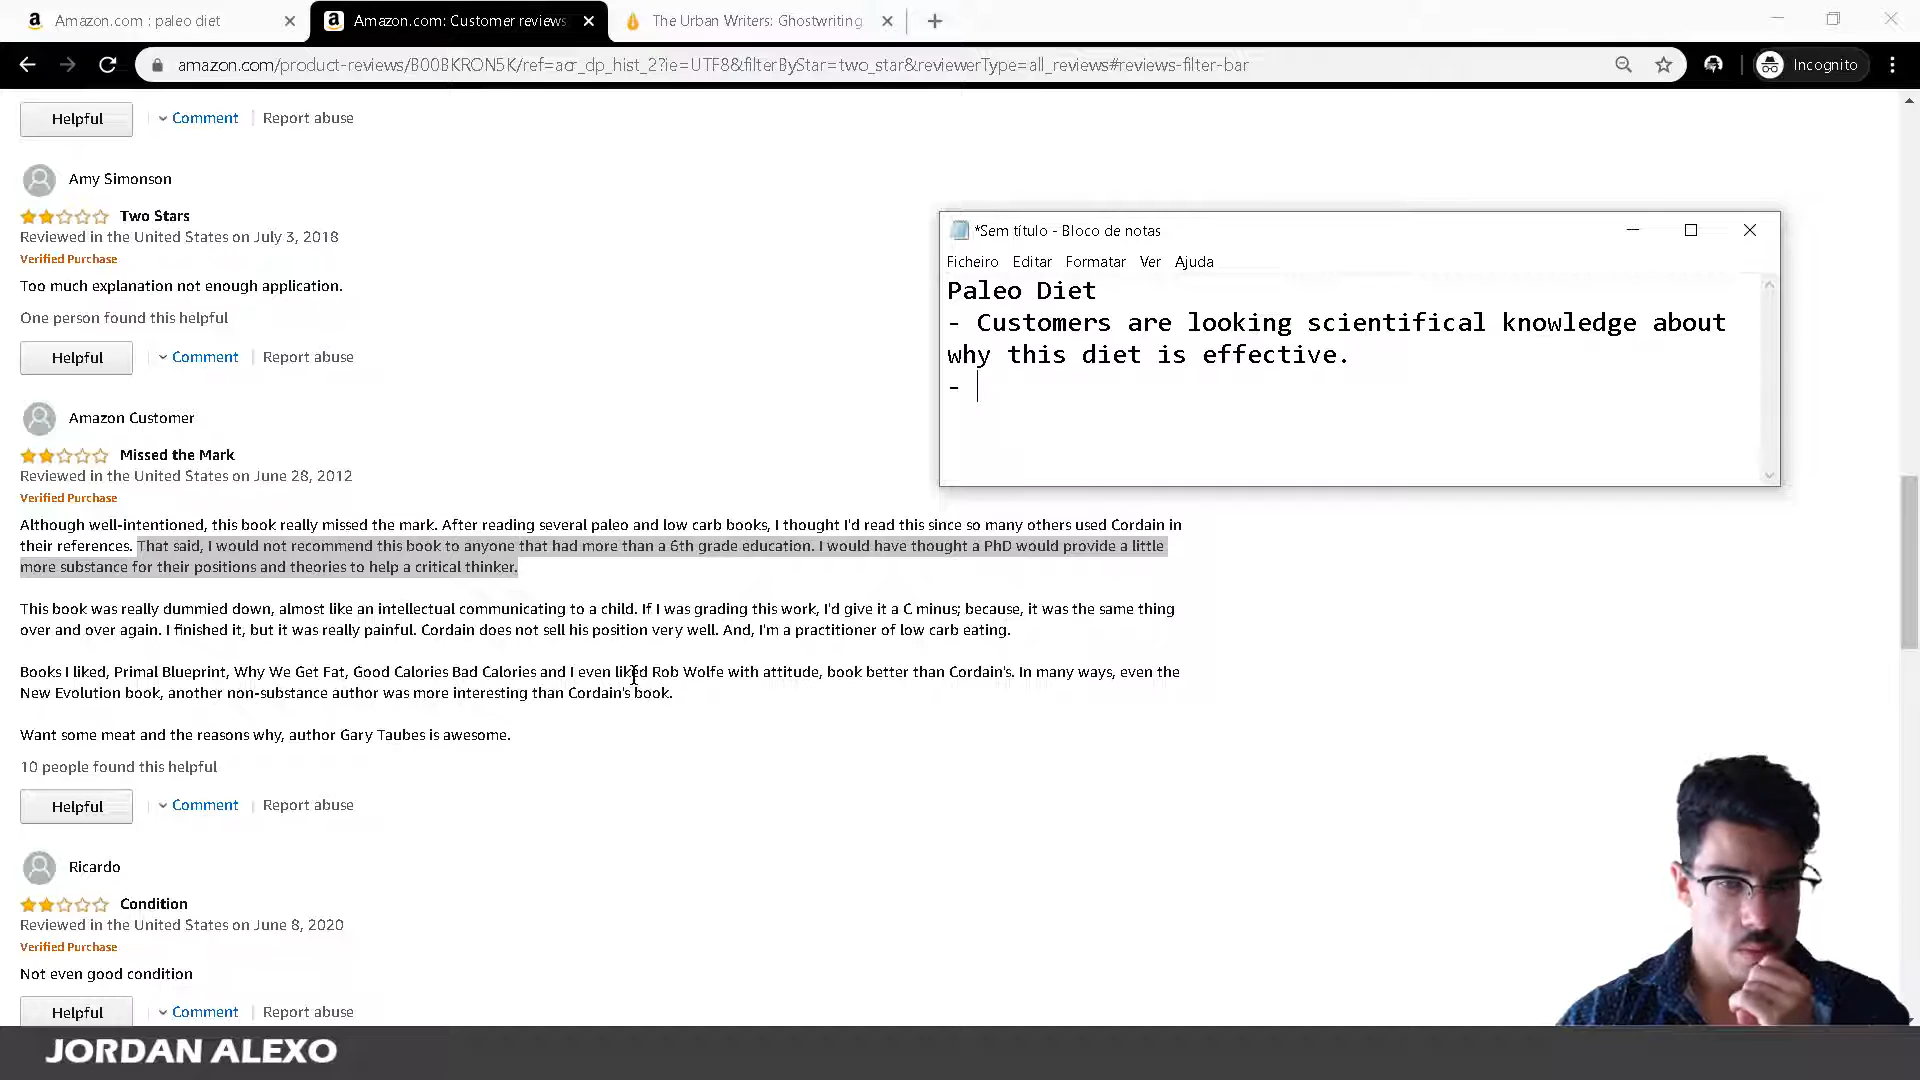 Amazon.com : paleo diet
Amazon.com: Customer reviews
The Urban Writers: Ghostwriting
amazon.com/product-reviews/B00BKRON5K/ref=acr_dp_hist_2?ie=UTF8&filterByStar=two_star&reviewerType=all_reviews#reviews-filter-bar
Incognito
Helpful
Comment
Report abuse
Amy Simonson
Two Stars
Reviewed in the United States on July 3, 2018
Verified Purchase
Too much explanation not enough application.
One person found this helpful
Helpful
Comment
Report abuse
Amazon Customer
Missed the Mark
Reviewed in the United States on June 28, 2012
Verified Purchase
Although well-intentioned, this book really missed the mark. After reading several paleo and low carb books, I thought I'd read this since so many others used Cordain in
their references. That said, I would not recommend this book to anyone that had more than a 6th grade education. I would have thought a PhD would provide a little
more substance for their positions and theories to help a critical thinker.
This book was really dummied down, almost like an intellectual communicating to a child. If I was grading this work, I'd give it a C minus; because, it was the same thing
over and over again. I finished it, but it was really painful. Cordain does not sell his position very well. And, I'm a practitioner of low carb eating.
Books I liked, Primal Blueprint, Why We Get Fat, Good Calories Bad Calories and I even liked Rob Wolfe with attitude, book better than Cordain's. In many ways, even the
New Evolution book, another non-substance author was more interesting than Cordain's book.
Want some meat and the reasons why, author Gary Taubes is awesome.
10 people found this helpful
Helpful
Comment
Report abuse
Ricardo
Condition
Reviewed in the United States on June 8, 2020
Verified Purchase
Not even good condition
Helpful
Comment
Report abuse
*Sem título - Bloco de notas
Ficheiro Editar Formatar Ver Ajuda
Paleo Diet
- Customers are looking scientifical knowledge about
why this diet is effective.
-
JORDAN ALEXO